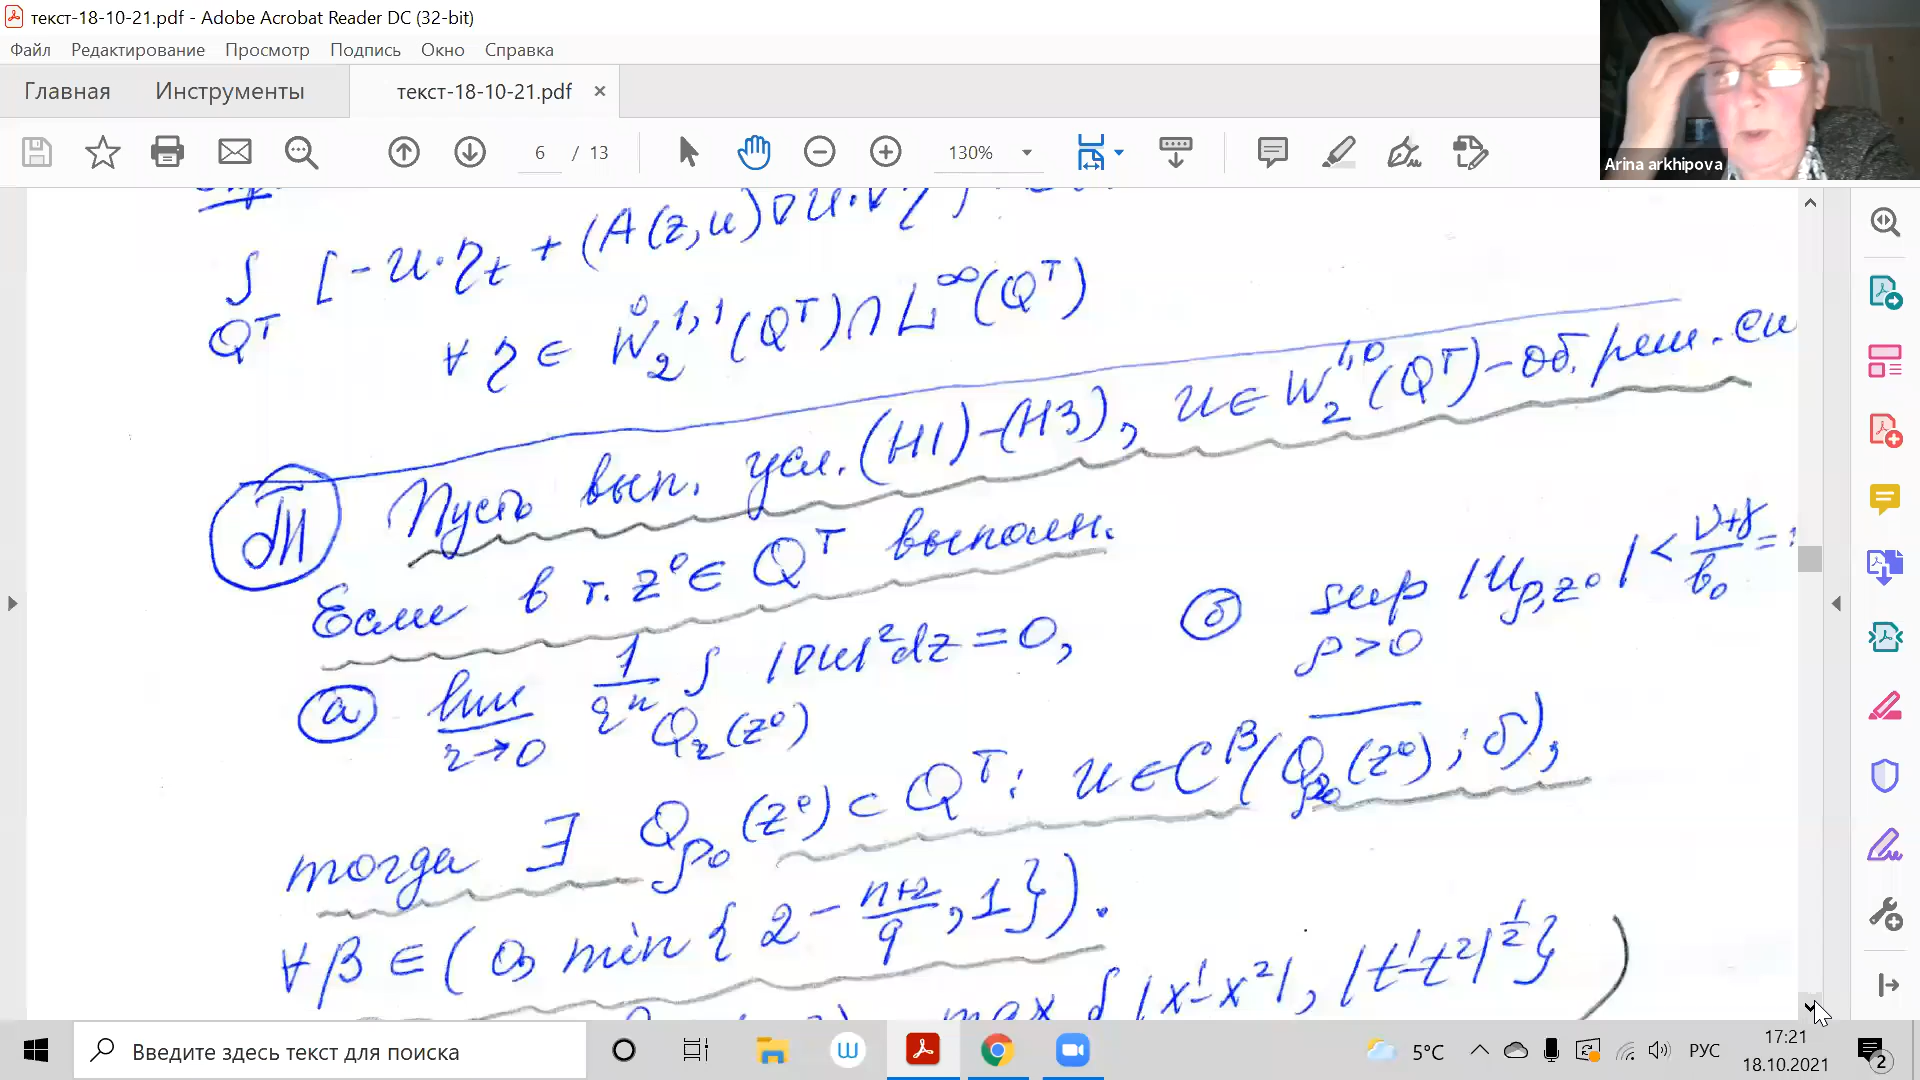 текст-18-10-21.pdf - Adobe Acrobat Reader DC (32-bit)
Файл Редактирование Просмотр Подпись Окно Справка
Главная Инструменты текст-18-10-21.pdf ×
6 / 13 130%
Arina arkhipova
∫ [-u·η_t + (A(z,u)∇u·∇η)
Q^T
∀ η ∈ W̊_2^{1,1}(Q^T) ∩ L^∞(Q^T)
Пусть вып. усл. (H1)-(H3), u ∈ W_2^{1,0}(Q^T) - об. реш. си
Если в т. z^0 ∈ Q^T выполн.
(а) lim_{r→0} 1/r^n ∫_{Q_r(z^0)} |∇u|^2 dz = 0, (б) sup_{ρ>0} |u_{ρ,z^0}| < (ν+γ)/b_0 =
тогда ∃ Q_{ρ_0}(z^0) ⊂ Q^T: u ∈ C^β(\overline{Q_{ρ_0}(z^0)}; δ),
∀ β ∈ (0, min{2 - (n+2)/q, 1}).
max {|x^1-x^2|, |t^1-t^2|^{1/2}} )
Введите здесь текст для поиска
5°C РУС 17:21
18.10.2021 2